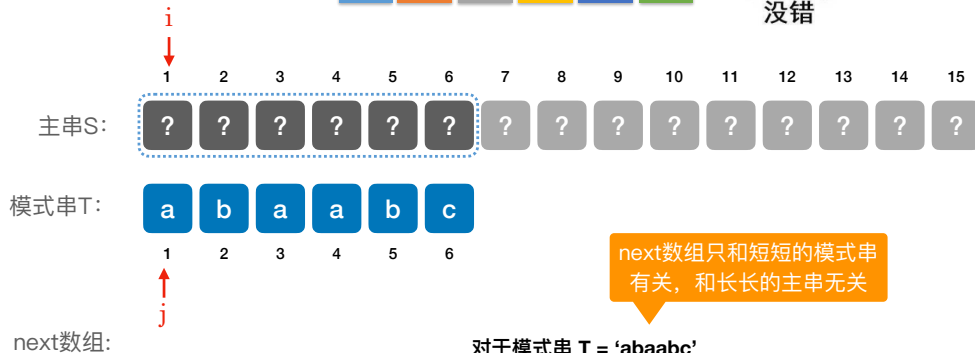 没错
i
1 2 3 4 5 6 7 8 9 10 11 12 13 14 15
主串S: ? ? ? ? ? ? ? ? ? ? ? ? ? ? ?
模式串T: a b a a b c
1 2 3 4 5 6
j
next数组只和短短的模式串
有关，和长长的主串无关
next数组:
对于模式串 T = ‘abaabc’